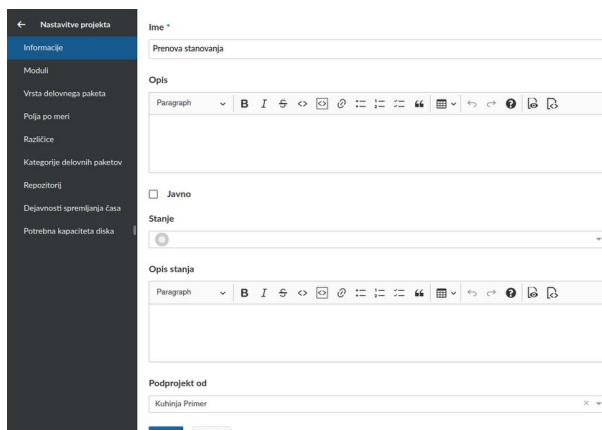 Nastavitve projekta
Informacije
Moduli
Vrsta delovnega paketa
Polja po meri
Različice
Kategorije delovnih paketov
Repozitorij
Dejavnosti spremljanja časa
Potrebna kapaciteta diska
Ime *
Prenova stanovanja
Opis
Paragraph
Javno
Stanje
Opis stanja
Paragraph
Podprojekt od
Kuhinja Primer